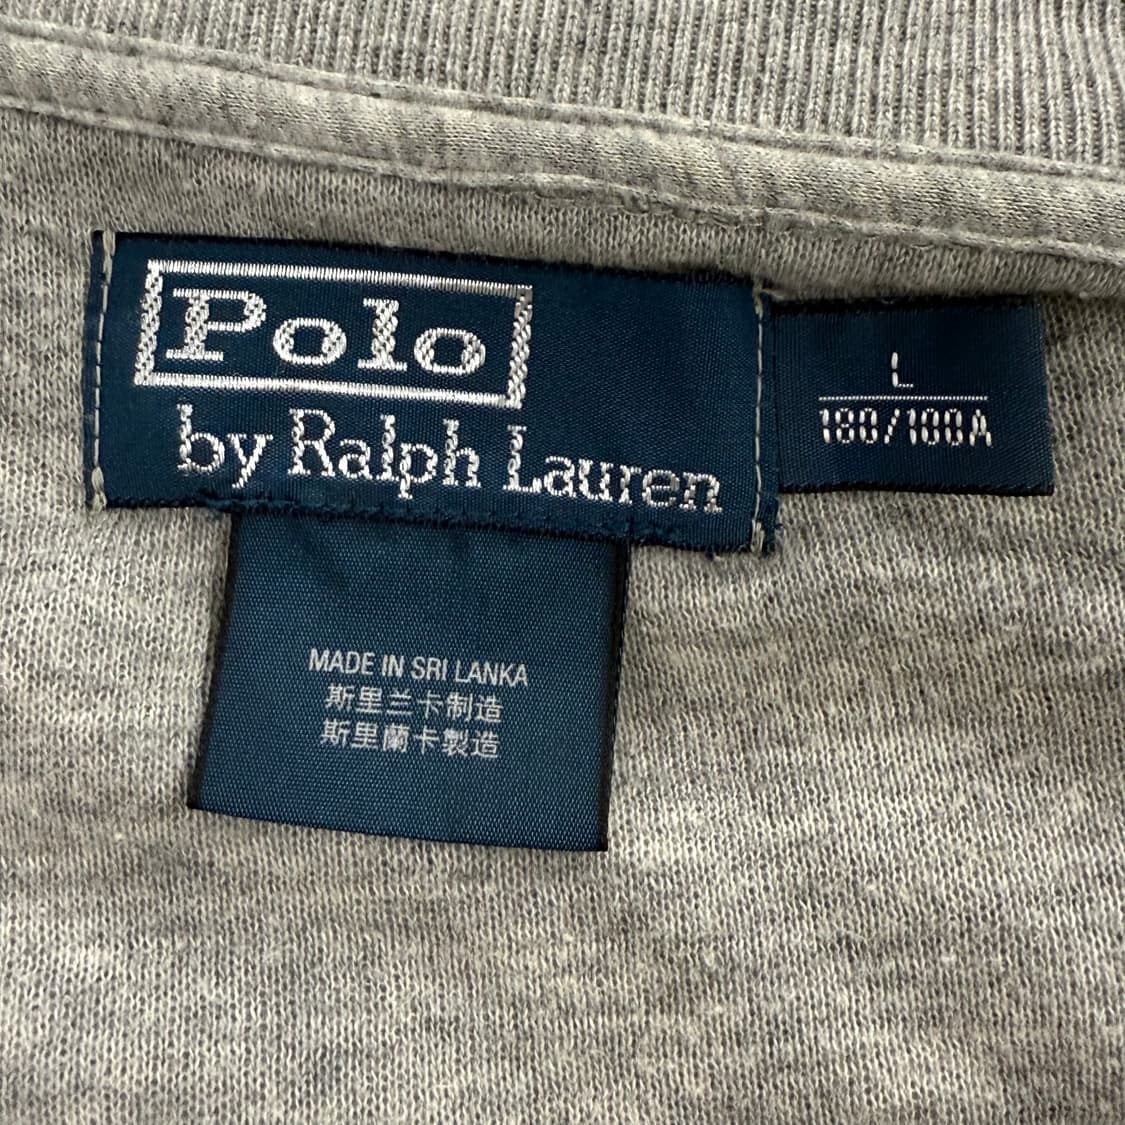 Polo
by Ralph Lauren
L
180/100A
MADE IN SRI LANKA
斯里兰卡制造
斯里蘭卡製造